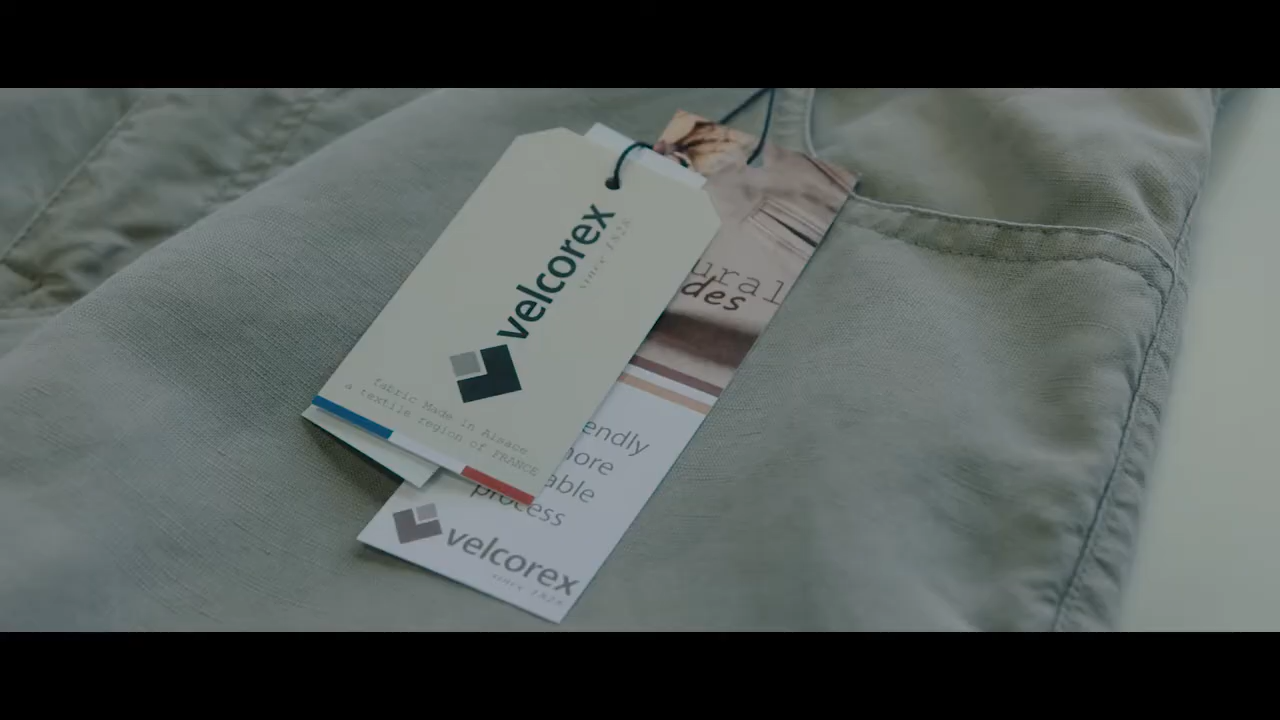 velcorex
since 1828
fabric Made in Alsace
a textile region of FRANCE
ural
des
endly
more
able
process
velcorex
since 1828